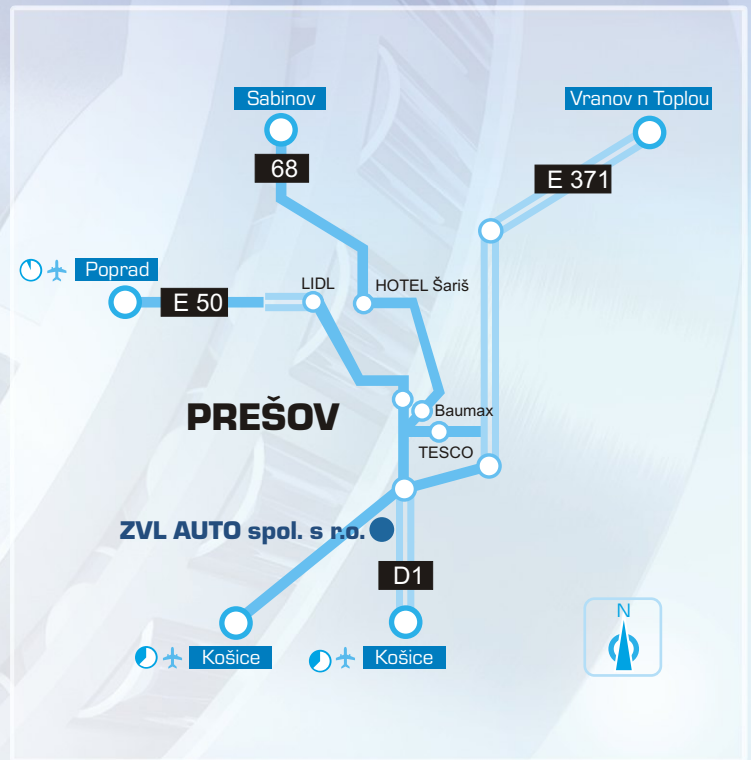 Sabinov
Vranov n Toplou
68
E 371
Poprad
LIDL
HOTEL Šariš
E 50
PREŠOV
Baumax
TESCO
ZVL AUTO spol. s r.o.
D1
N
Košice
Košice